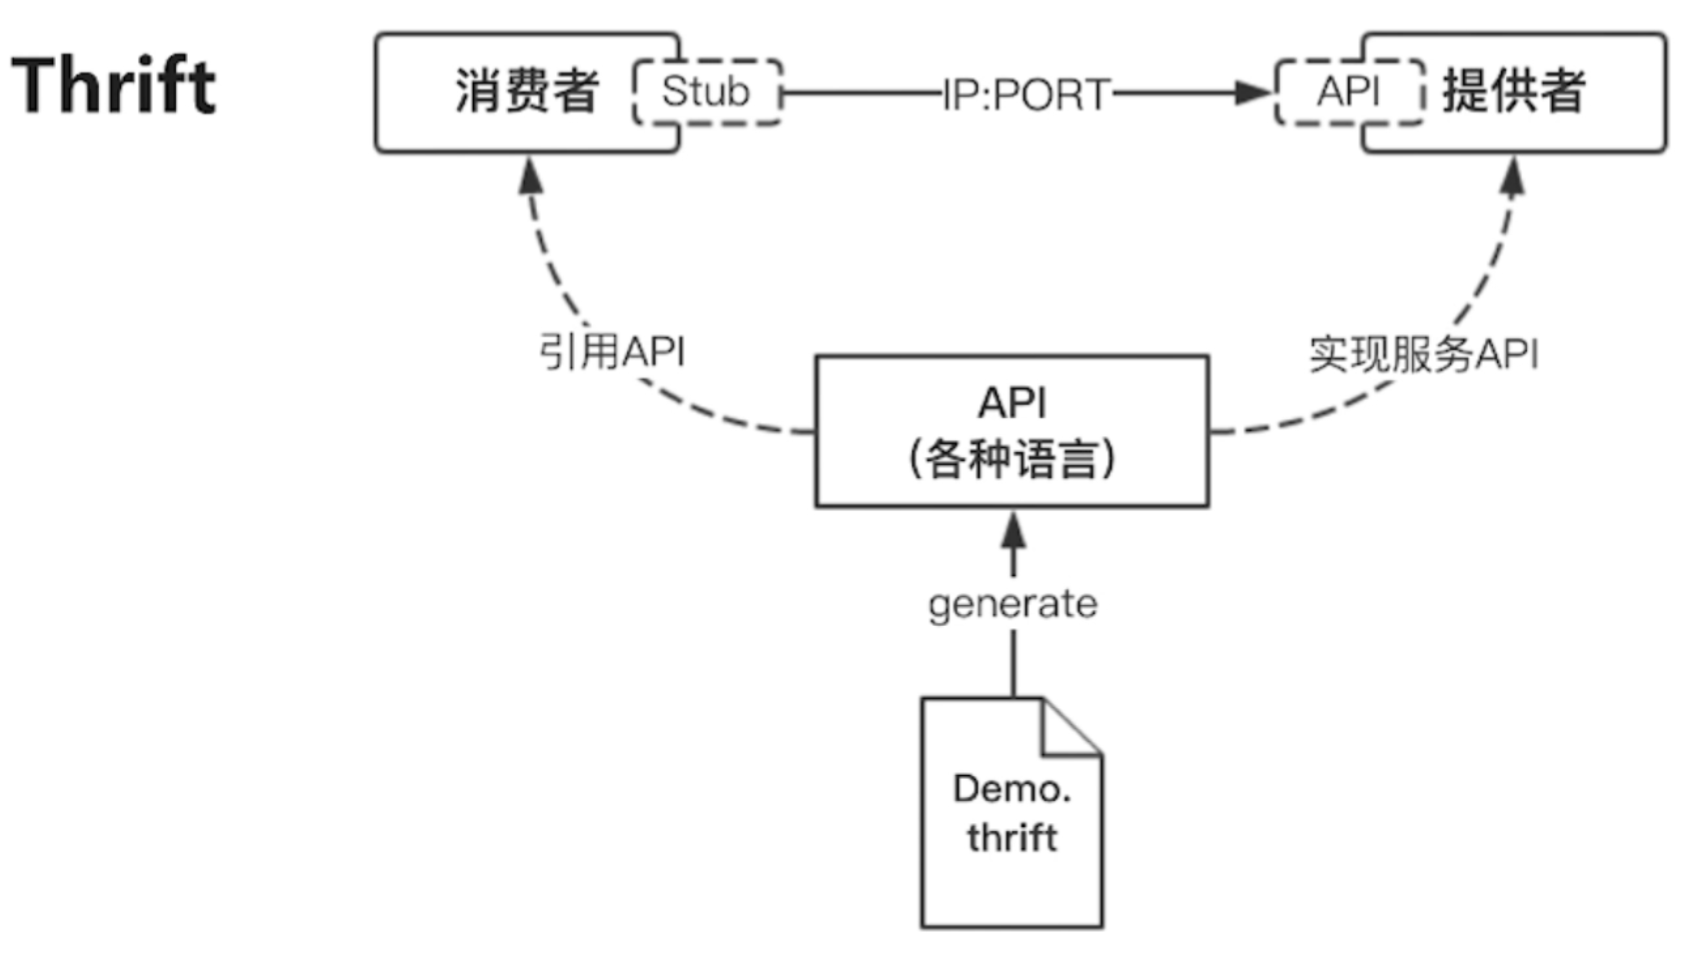 Thrift
消费者
Stub
IP:PORT
API
提供者
引用API
实现服务API
API
(各种语言)
generate
Demo.
thrift